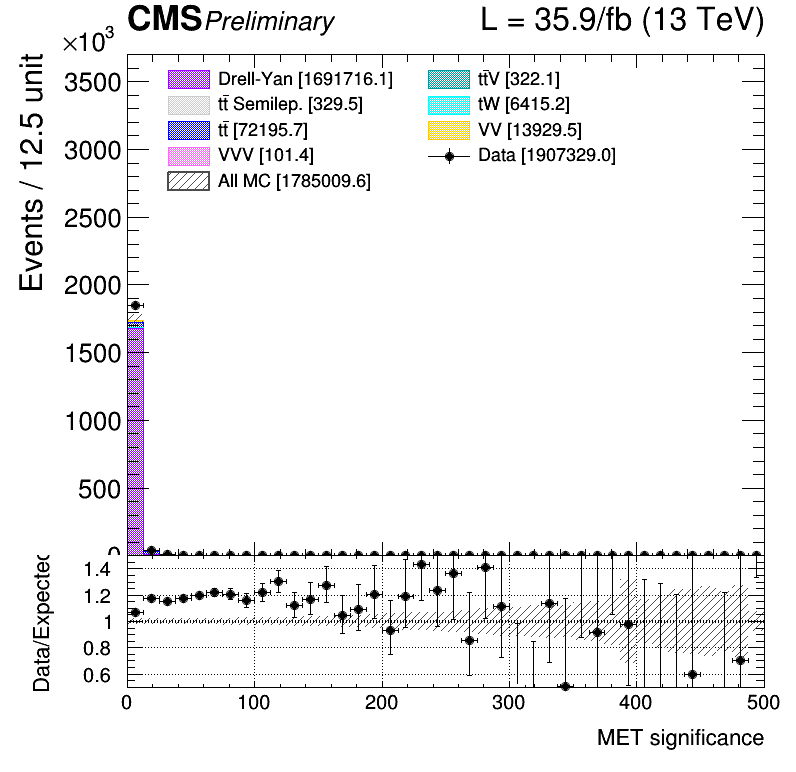 CMS Preliminary L = 35.9/fb (13 TeV)
×10³
Events / 12.5 unit
3500
3000
2500
2000
1500
1000
500
0
Drell-Yan [1691716.1]
tt̄ Semilep. [329.5]
tt̄ [72195.7]
VVV [101.4]
All MC [1785009.6]
tt̄V [322.1]
tW [6415.2]
VV [13929.5]
Data [1907329.0]
Data/Expected
1.4
1.2
1
0.8
0.6
0 100 200 300 400 500
MET significance